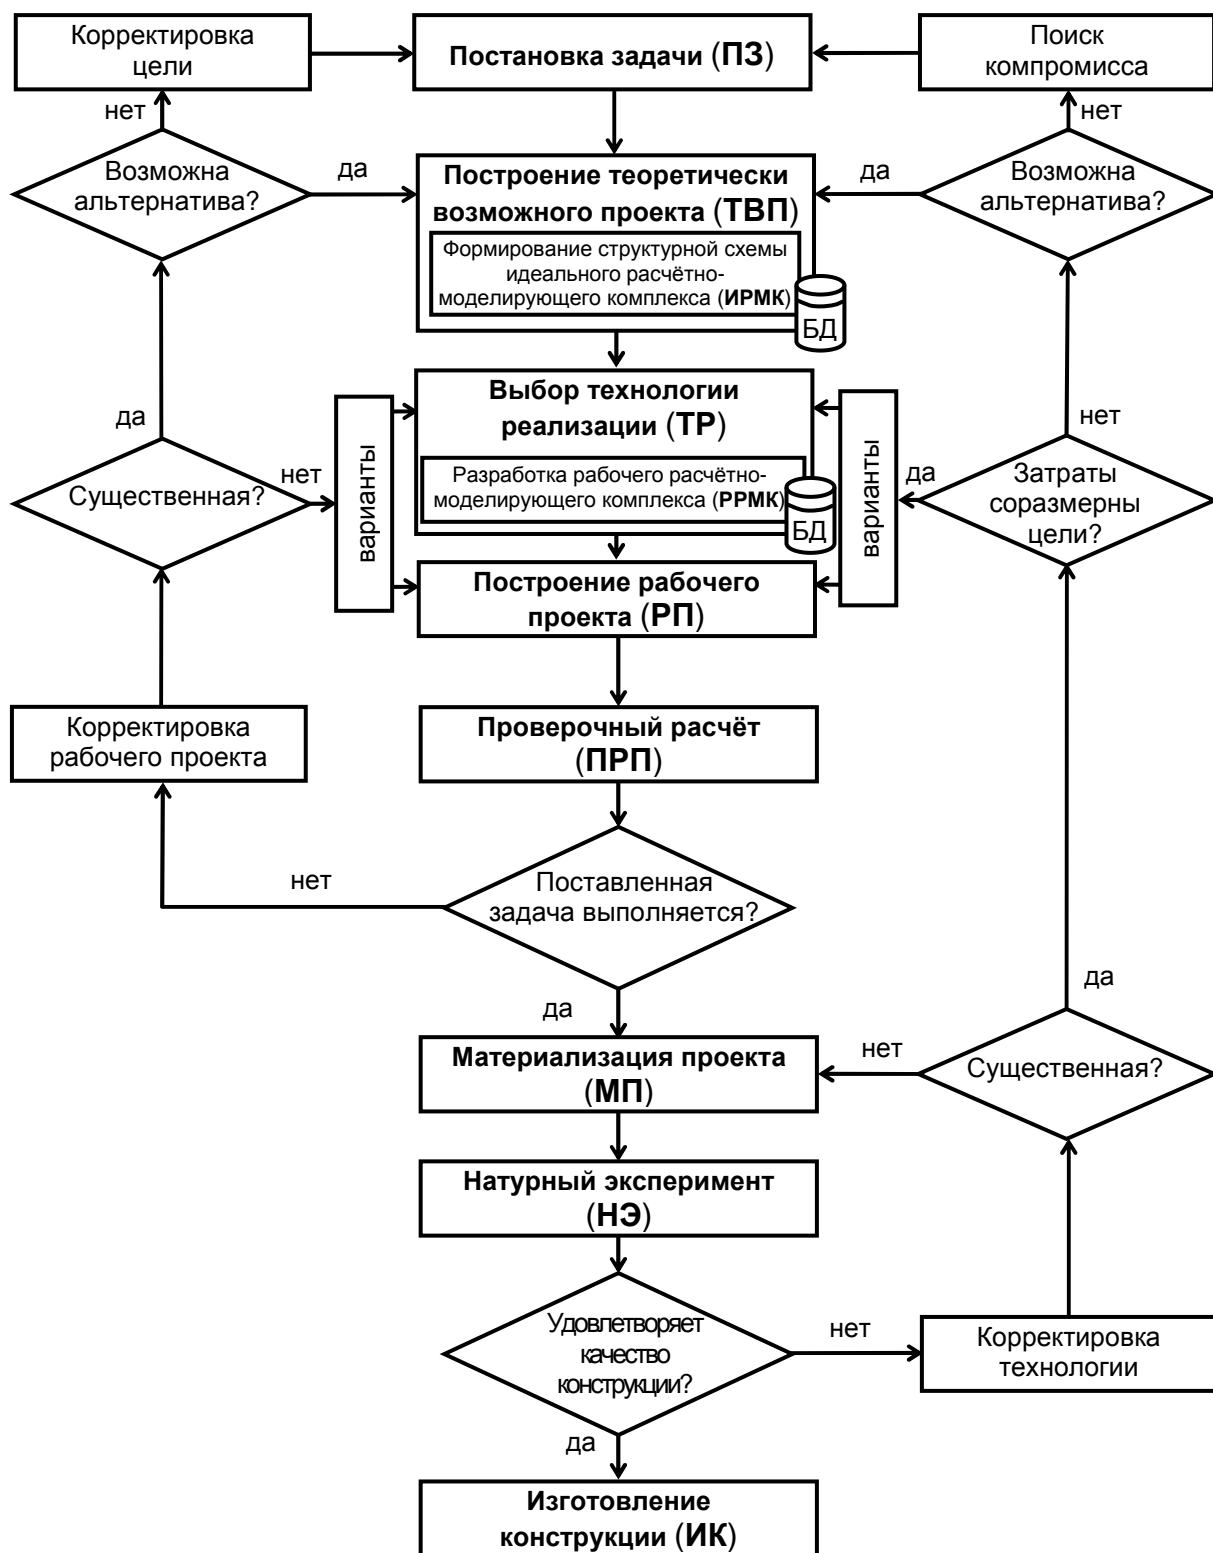 Корректировка
цели
Постановка задачи (ПЗ)
Поиск
компромисса
нет
нет
Возможна
альтернатива?
да
Построение теоретически
возможного проекта (ТВП)
да
Возможна
альтернатива?
Формирование структурной схемы
идеального расчётно-
моделирующего комплекса (ИРМК)
БД
да
нет
Выбор технологии
реализации (ТР)
Существенная?
нет
варианты
варианты
да
Затраты
соразмерны
цели?
Разработка рабочего расчётно-
моделирующего комплекса (РРМК)
БД
Построение рабочего
проекта (РП)
Корректировка
рабочего проекта
Проверочный расчёт
(ПРП)
нет
Поставленная
задача выполняется?
да
да
Материализация проекта
(МП)
нет
Существенная?
Натурный эксперимент
(НЭ)
Удовлетворяет
качество
конструкции?
нет
Корректировка
технологии
да
Изготовление
конструкции (ИК)